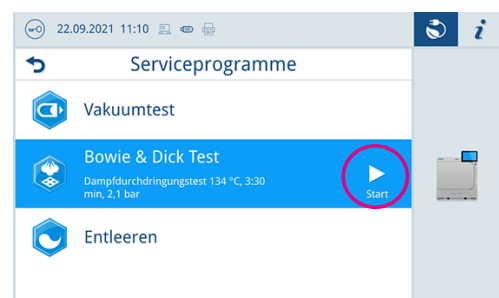 22.09.2021 11:10
Serviceprogramme
Vakuumtest
Bowie & Dick Test
Dampfdurchdringungstest 134 °C, 3:30
min, 2,1 bar
Start
Entleeren